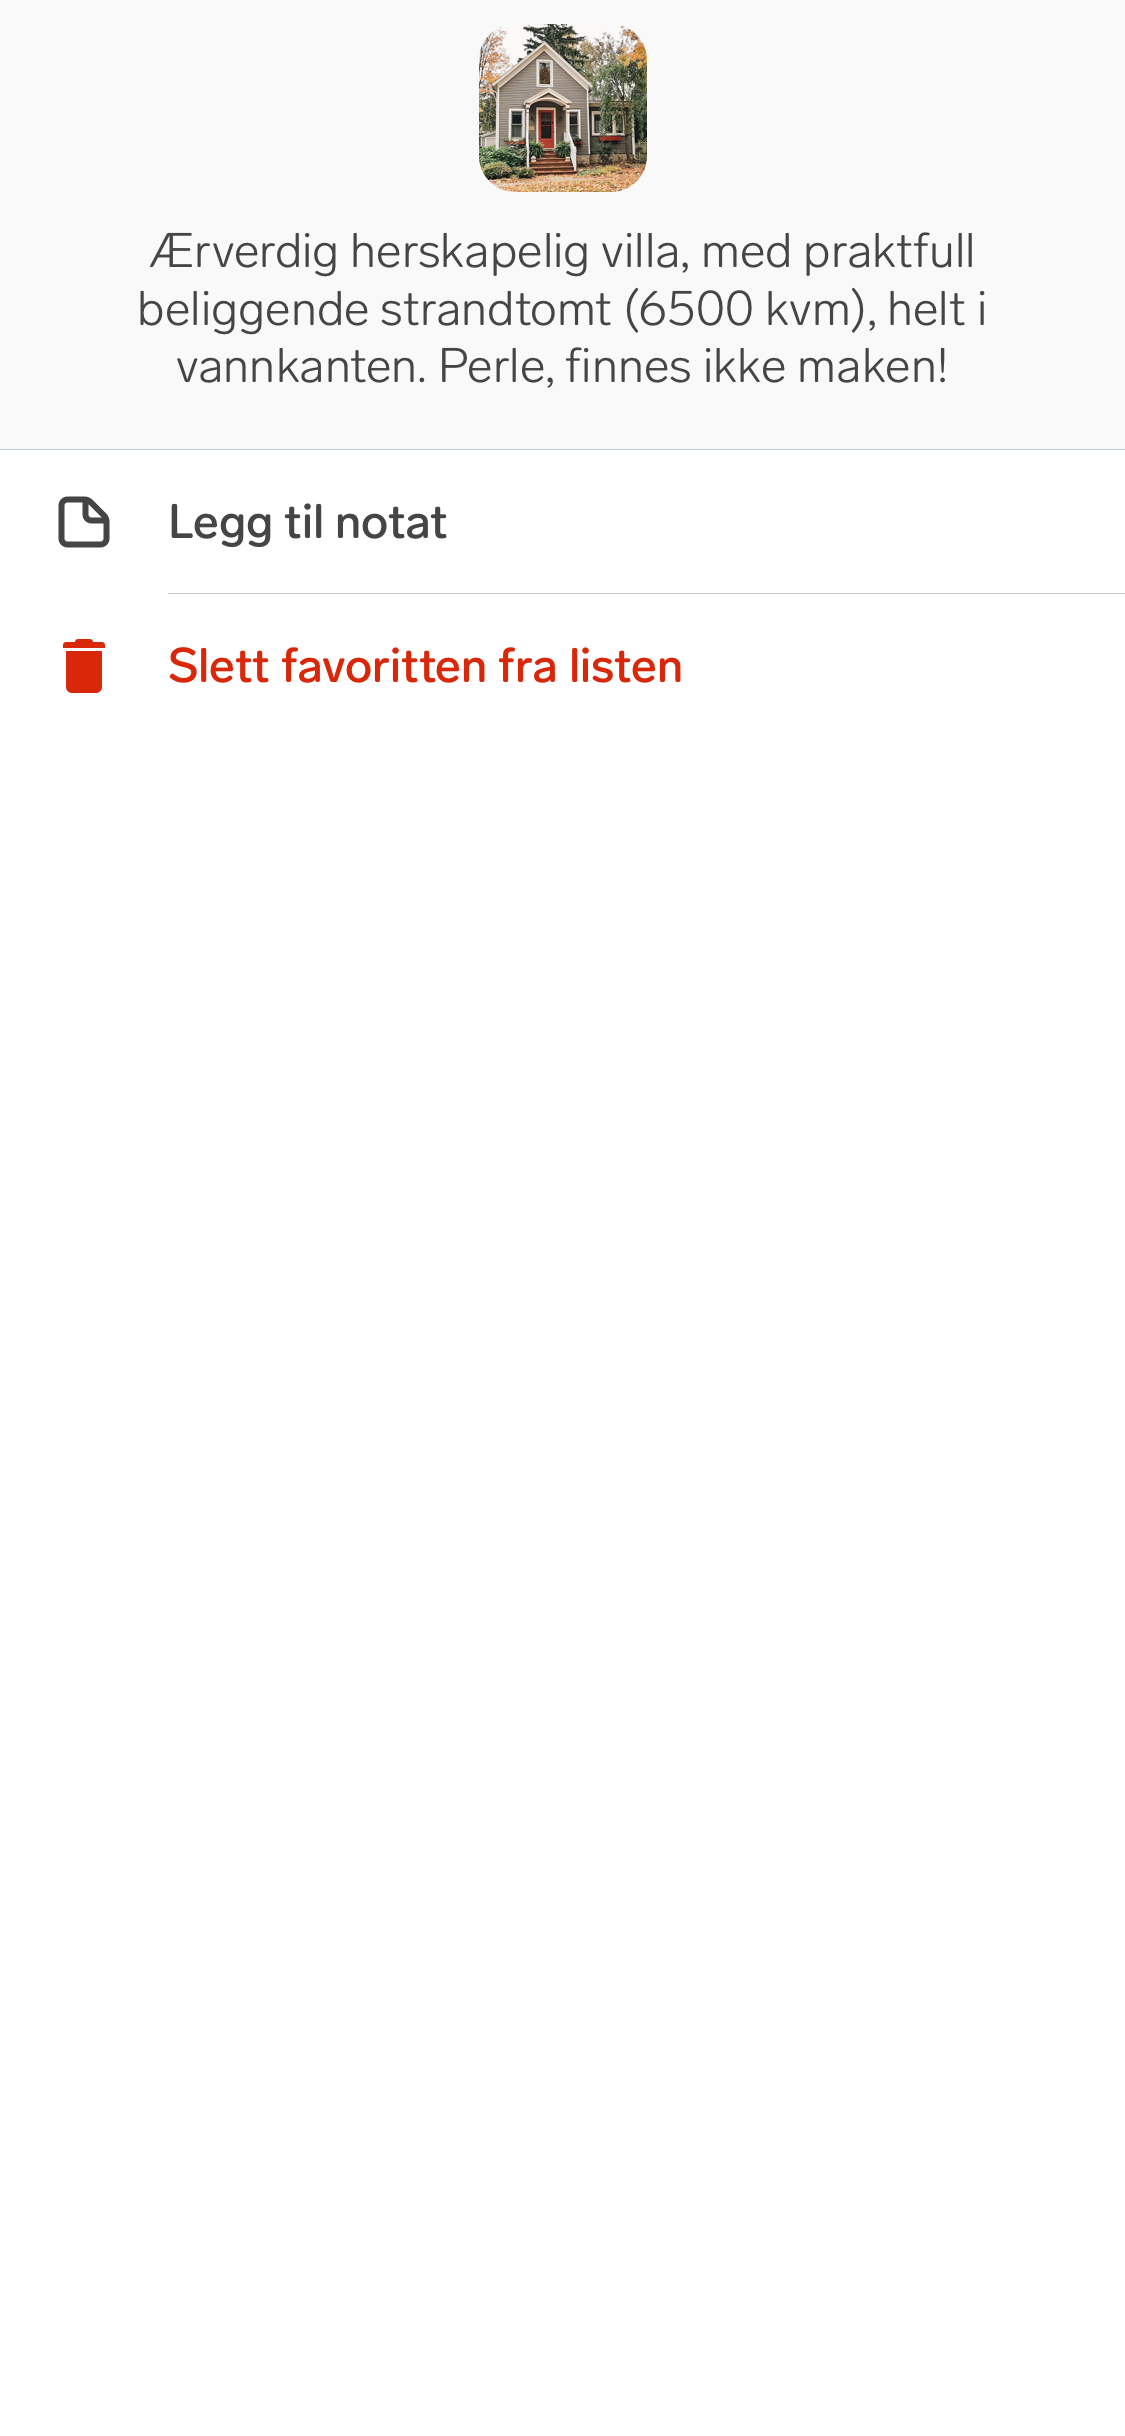 Ærverdig herskapelig villa, med praktfull
beliggende strandtomt (6500 kvm), helt i
vannkanten. Perle, finnes ikke maken!
Legg til notat
Slett favoritten fra listen